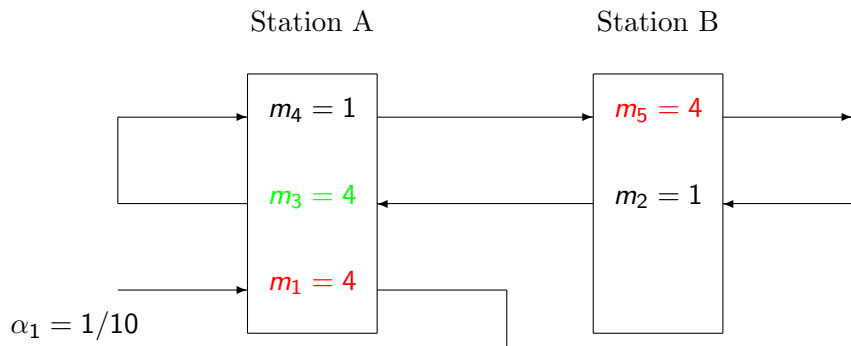 Station A Station B
m₄ = 1 m₅ = 4
m₃ = 4 m₂ = 1
m₁ = 4
α₁ = 1/10